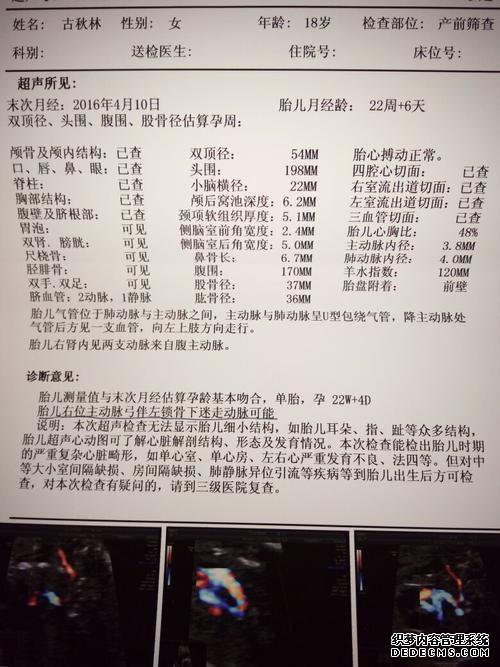 姓名: 古秋林 性别: 女 年龄: 18岁 检查部位: 产前筛查
科别: 送检医生: 住院号: 床位号:
超声所见:
末次月经: 2016年4月10日 胎儿月经龄: 22周+6天
双顶径、头围、腹围、股骨径估算孕周:
颅骨及颅内结构: 已查 双顶径: 54MM 胎心搏动正常。
口、唇、鼻、眼: 已查 头围: 198MM 四腔心切面: 已查
脊柱: 已查 小脑横径: 22MM 右室流出道切面: 已查
胸部结构: 已查 颅后窝池深度: 6.2MM 左室流出道切面: 已查
腹壁及脐根部: 已查 颈项软组织厚度: 5.1MM 三血管切面: 已查
胃泡: 可见 侧脑室前角宽度: 2.4MM 胎儿心胸比: 48%
双肾、膀胱: 可见 侧脑室后角宽度: 5.0MM 主动脉内径: 3.8MM
尺桡骨: 可见 鼻骨长: 6.7MM 肺动脉内径: 4.0MM
胫腓骨: 可见 腹围: 170MM 羊水指数: 120MM
双手、双足: 可见 股骨径: 37MM 胎盘附着: 前壁
脐血管: 2动脉, 1静脉 肱骨径: 36MM
胎儿气管位于肺动脉与主动脉之间, 主动脉与肺动脉呈U型包绕气管, 降主动脉处
气管后方见一支血管, 向左上肢方向走行。
胎儿右肾内见两支动脉来自腹主动脉。
诊断意见:
胎儿测量值与末次月经估算孕龄基本吻合, 单胎, 孕 22W+4D
胎儿右位主动脉弓伴左锁骨下迷走动脉可能
说明: 本次超声检查无法显示胎儿细小结构, 如胎儿耳朵、指、趾等众多结构,
胎儿超声心动图可了解心脏解剖结构、形态及发育情况。本次检查能检出胎儿时期
的严重复杂心脏畸形, 如单心室、单心房、左右心严重发育不良、法四等。但对中
等大小室间隔缺损、房间隔缺损、肺静脉异位引流等疾病等到胎儿出生后方可检
查, 对本次检查有疑问的, 请到三级医院复查。
织梦内容管理系统
DEDECMS.COM